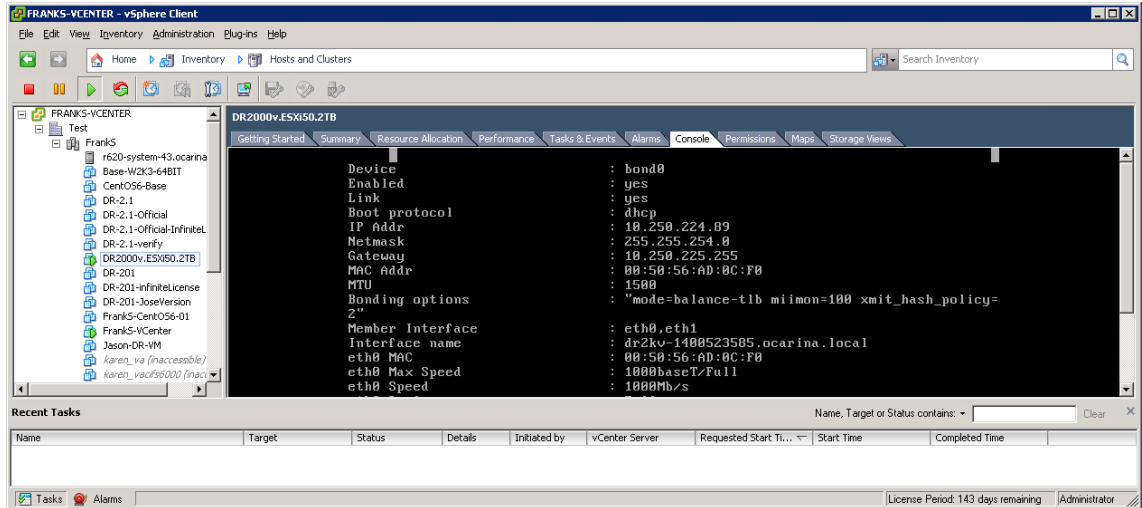 FRANKS-VCENTER - vSphere Client
File Edit View Inventory Administration Plug-ins Help
Home Inventory Hosts and Clusters
Search Inventory
FRANKS-VCENTER
Test
FrankS
r620-system-43.ocarina
Base-W2K3-64BIT
CentOS6-Base
DR-2.1
DR-2.1-Official
DR-2.1-Official-InfiniteL
DR-2.1-verify
DR2000v.ESXi50.2TB
DR-201
DR-201-infiniteLicense
DR-201-JoseVersion
FrankS-CentOS6-01
FrankS-VCenter
Jason-DR-VM
karen_va (inaccessible)
karen_vacifs6000 (inacc
DR2000v.ESXi50.2TB
Getting Started Summary Resource Allocation Performance Tasks & Events Alarms Console Permissions Maps Storage Views
Device : bond0
Enabled : yes
Link : yes
Boot protocol : dhcp
IP Addr : 10.250.224.89
Netmask : 255.255.254.0
Gateway : 10.250.225.255
MAC Addr : 00:50:56:AD:0C:F0
MTU : 1500
Bonding options : "mode=balance-tlb miimon=100 xmit_hash_policy=
2"
Member Interface : eth0,eth1
Interface name : dr2kv-1400523585.ocarina.local
eth0 MAC : 00:50:56:AD:0C:F0
eth0 Max Speed : 1000baseT/Full
eth0 Speed : 1000Mb/s
Recent Tasks
Name, Target or Status contains:
Clear
Name Target Status Details Initiated by vCenter Server Requested Start Ti... Start Time Completed Time
Tasks Alarms
License Period: 143 days remaining
Administrator